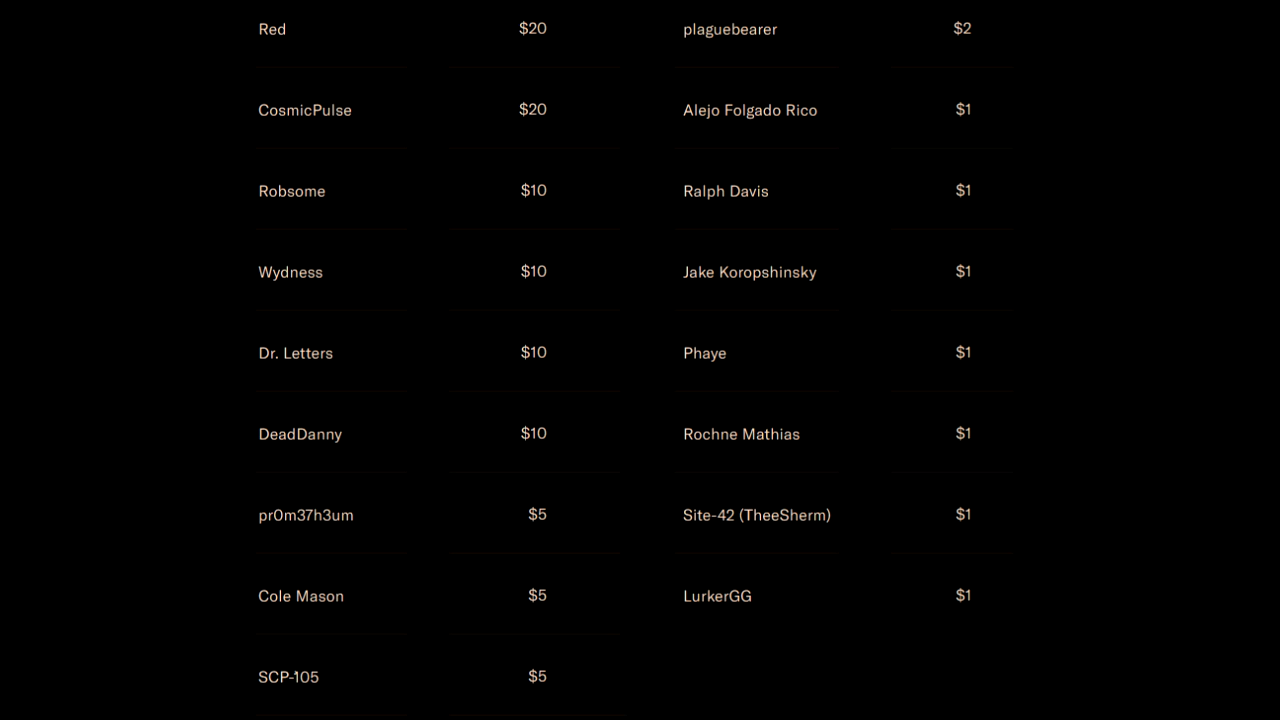 Red $20 plaguebearer $2
CosmicPulse $20 Alejo Folgado Rico $1
Robsome $10 Ralph Davis $1
Wydness $10 Jake Koropshinsky $1
Dr. Letters $10 Phaye $1
DeadDanny $10 Rochne Mathias $1
pr0m37h3um $5 Site-42 (TheeSherm) $1
Cole Mason $5 LurkerGG $1
SCP-105 $5